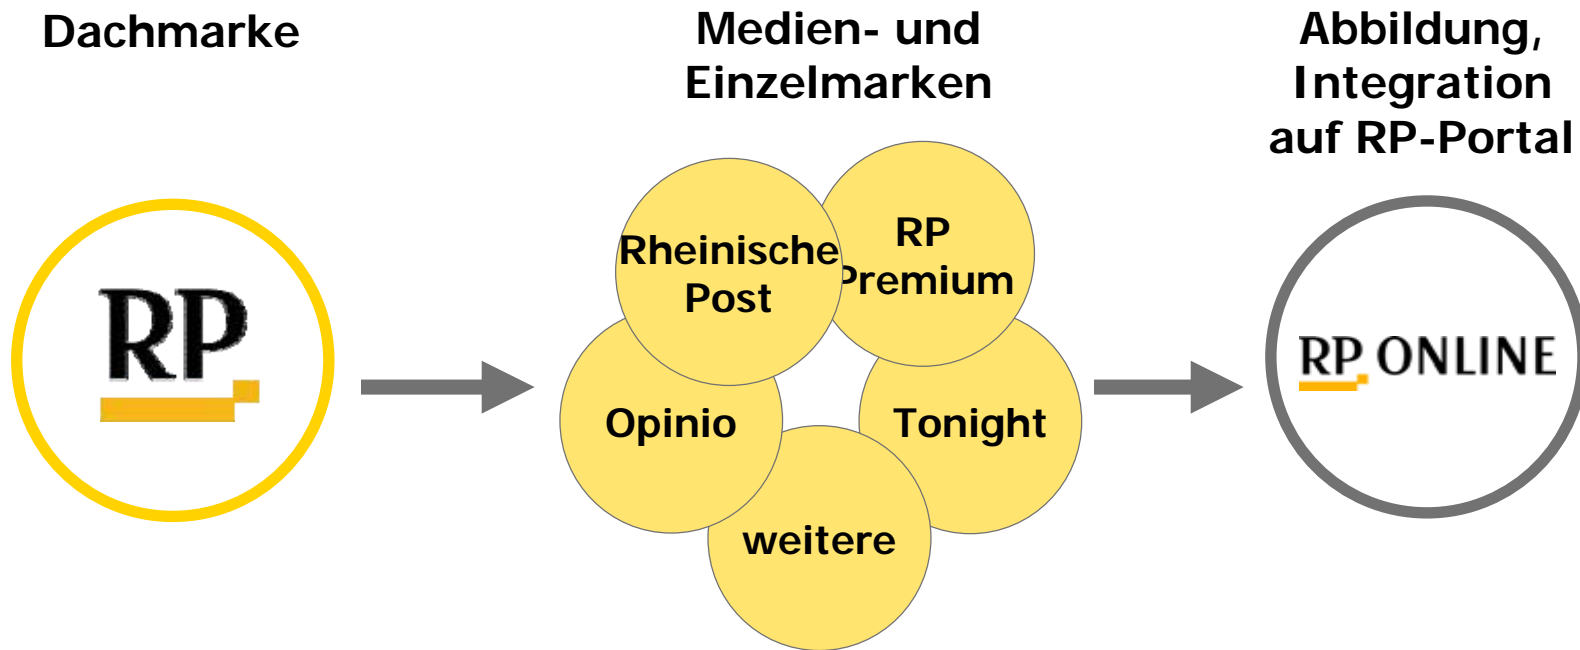 Dachmarke
Medien- und
Einzelmarken
Abbildung,
Integration
auf RP-Portal
RP
Rheinische
Post
RP
Premium
Opinio
Tonight
weitere
RP ONLINE